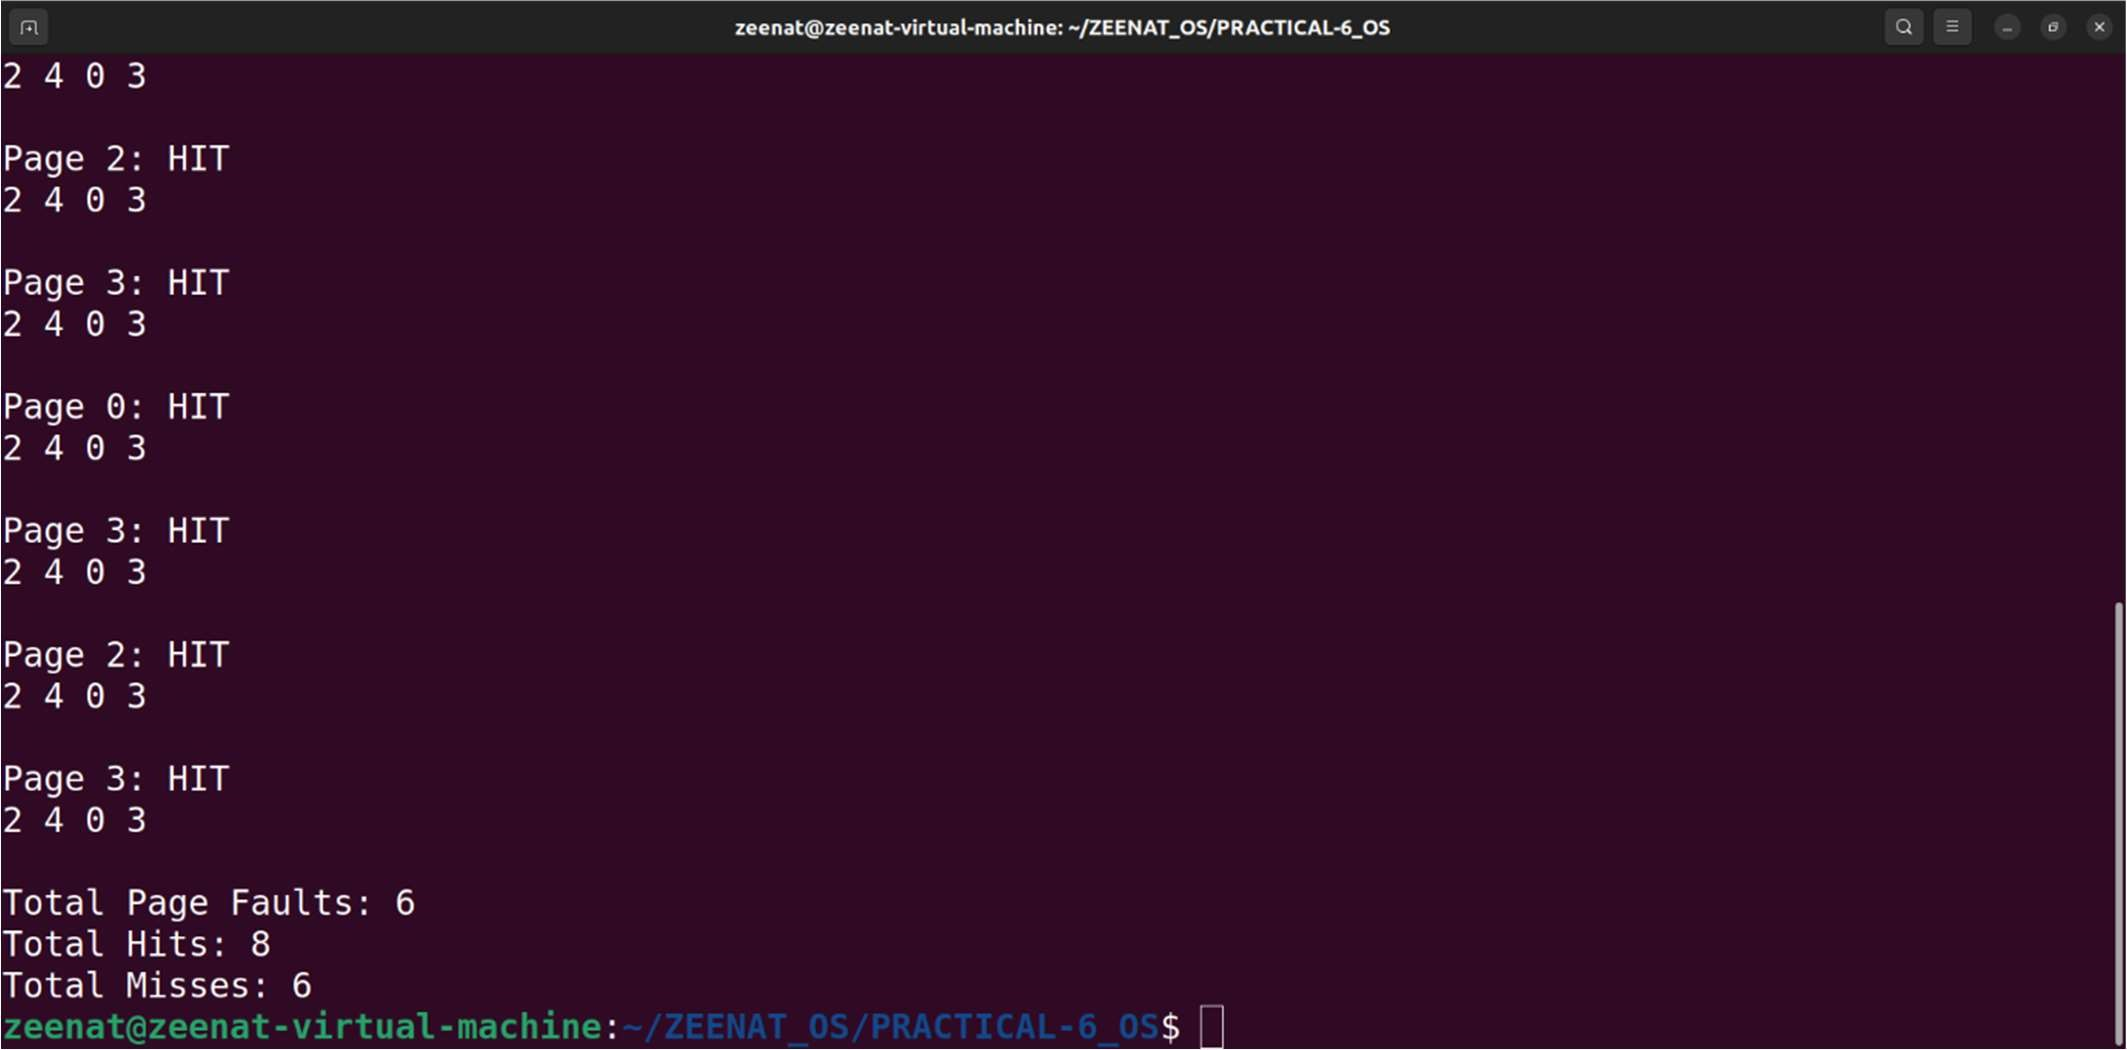 zeenat@zeenat-virtual-machine: ~/ZEENAT_OS/PRACTICAL-6_OS
2 4 0 3
Page 2: HIT
2 4 0 3
Page 3: HIT
2 4 0 3
Page 0: HIT
2 4 0 3
Page 3: HIT
2 4 0 3
Page 2: HIT
2 4 0 3
Page 3: HIT
2 4 0 3
Total Page Faults: 6
Total Hits: 8
Total Misses: 6
zeenat@zeenat-virtual-machine:~/ZEENAT_OS/PRACTICAL-6_OS$